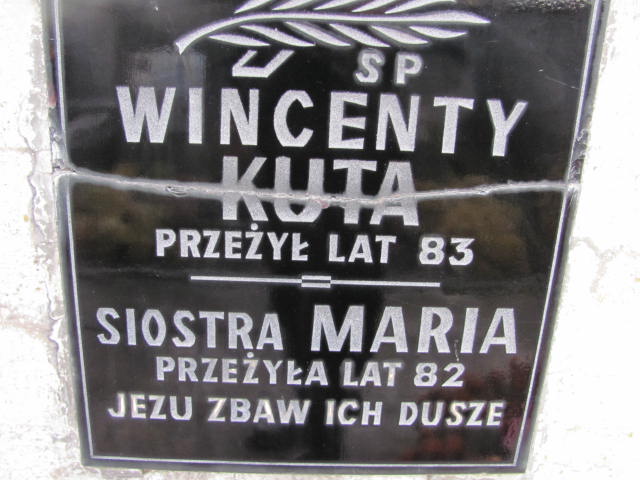 SP
WINCENTY
KUTA
PRZEŻYŁ LAT 83
SIOSTRA MARIA
PRZEŻYŁA LAT 82
JEZU ZBAW ICH DUSZE